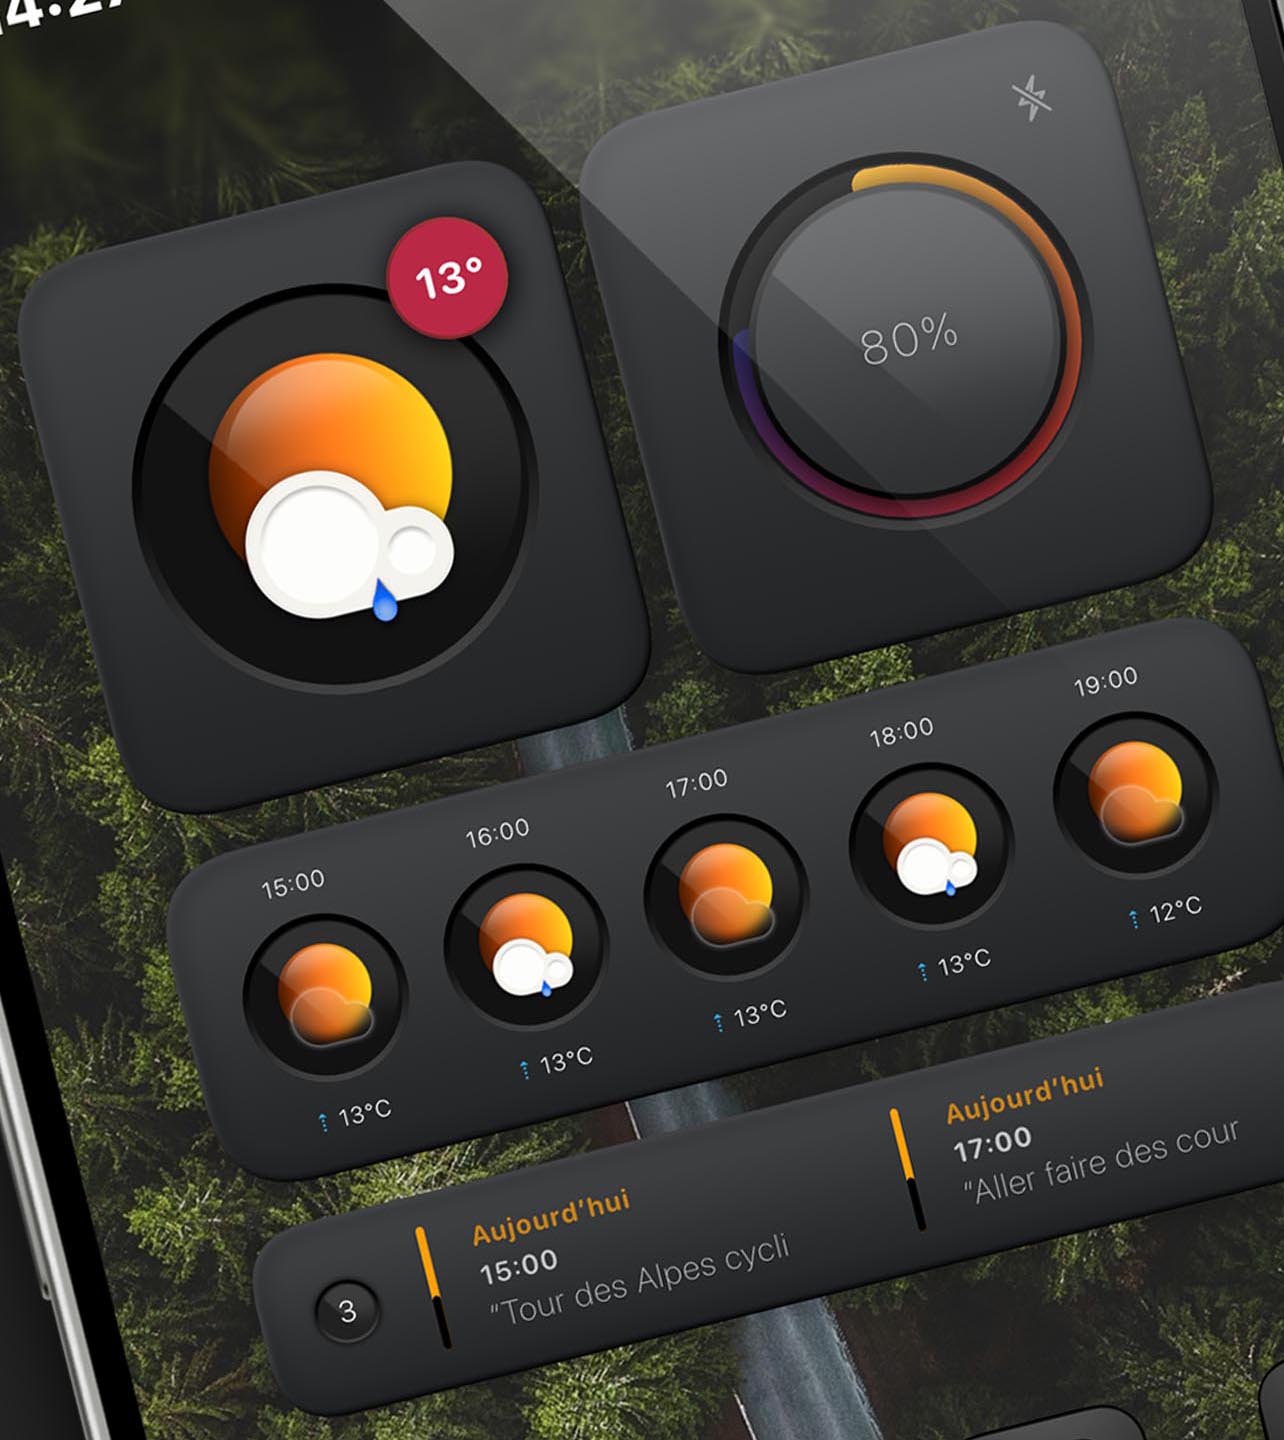 14:27
13°
80%
15:00
16:00
17:00
18:00
19:00
13°C
13°C
13°C
13°C
12°C
3
Aujourd'hui
15:00
"Tour des Alpes cycli
Aujourd'hui
17:00
"Aller faire des cour